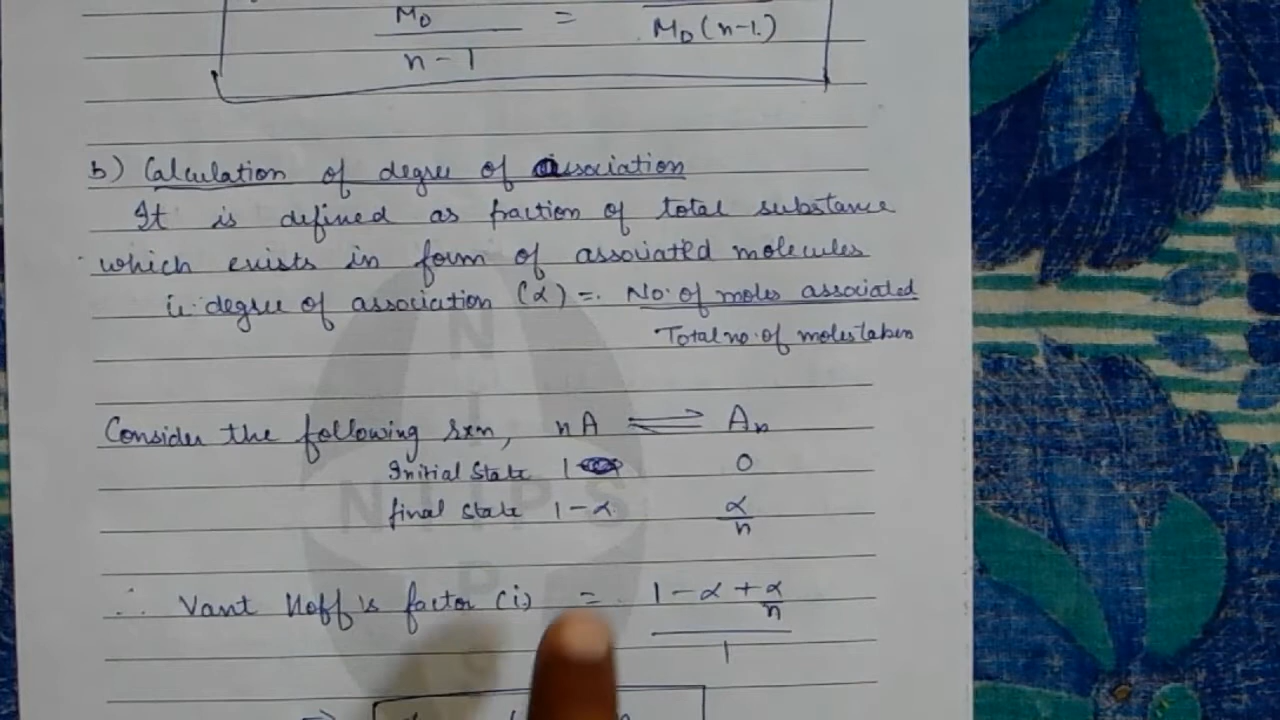 M₀ = M₀(n-1)
n - 1
b) Calculation of degree of association
It is defined as fraction of total substance
which exists in form of associated molecules
i.e. degree of association (α) = No. of moles associated
Total no. of moles taken
Consider the following rxn, nA ⇌ Aₙ
Initial State 1 0
final state 1-α α/n
∴ Vant Hoff's factor (i) = 1 - α + α/n
1
N
I
N I P S
P
S